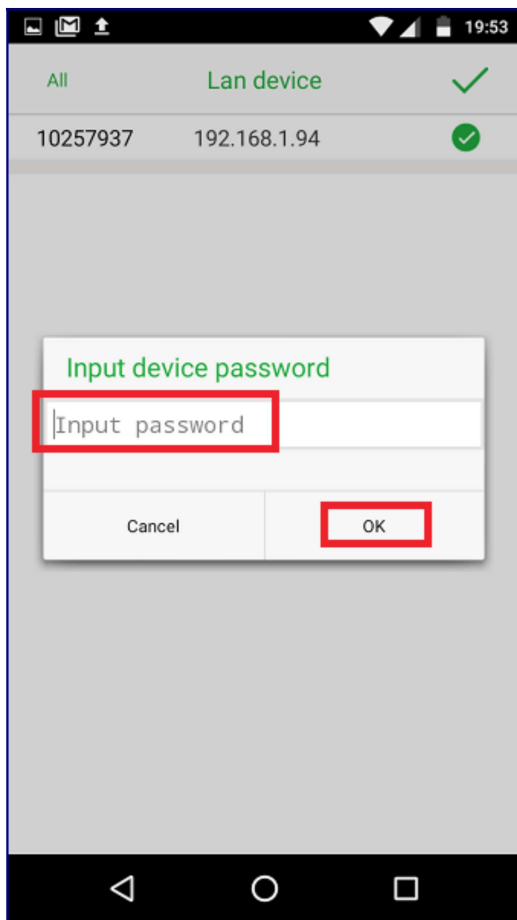 19:53
All Lan device
10257937 192.168.1.94
Input device password
Input password
Cancel OK